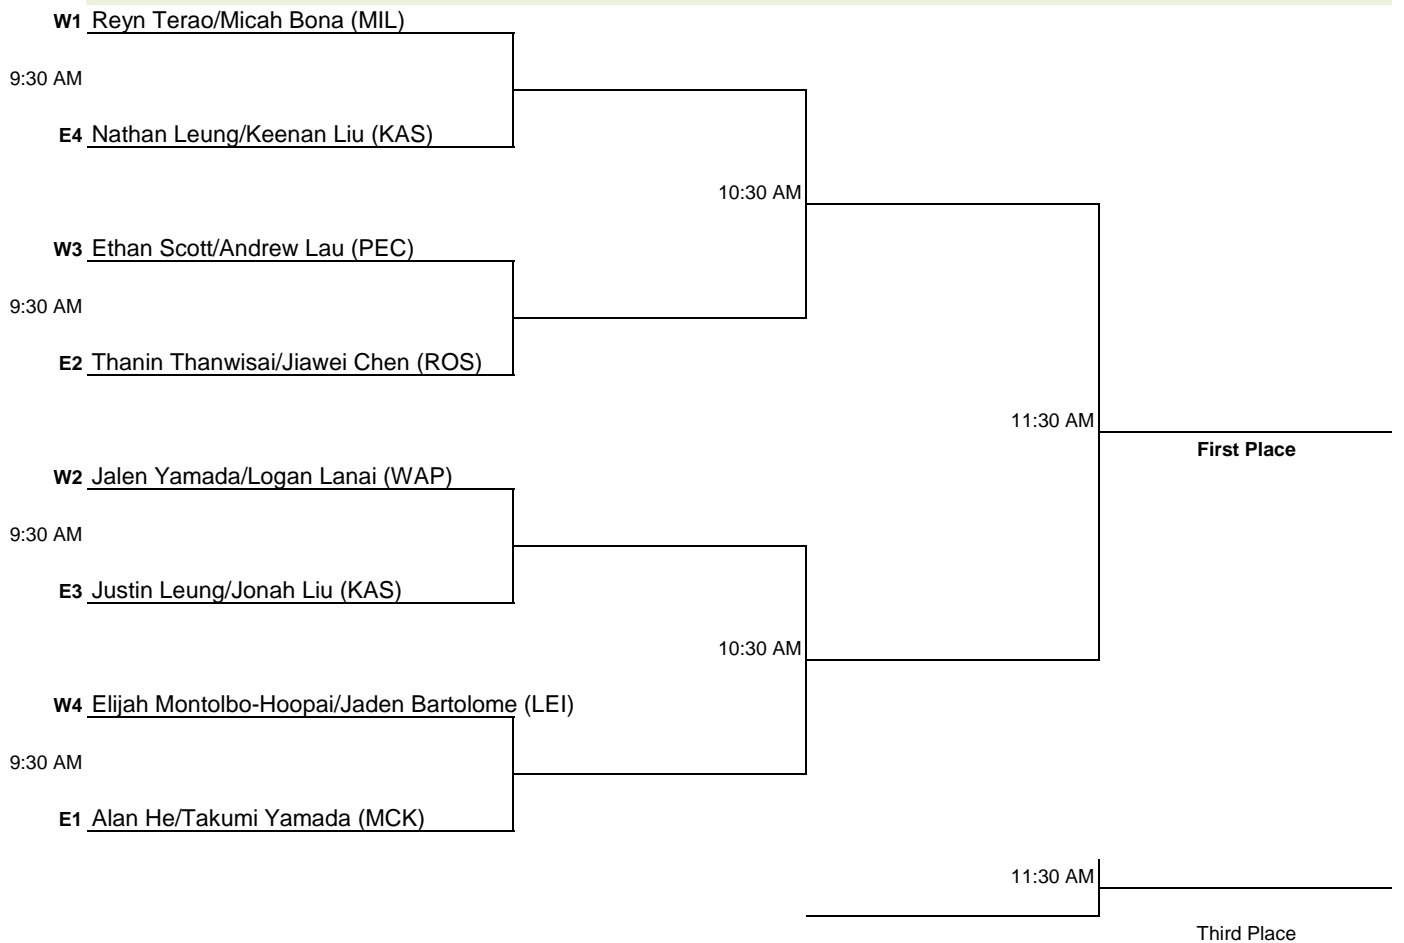 W1 Reyn Terao/Micah Bona (MIL)
9:30 AM
E4 Nathan Leung/Keenan Liu (KAS)
10:30 AM
W3 Ethan Scott/Andrew Lau (PEC)
9:30 AM
E2 Thanin Thanwisai/Jiawei Chen (ROS)
11:30 AM
First Place
W2 Jalen Yamada/Logan Lanai (WAP)
9:30 AM
E3 Justin Leung/Jonah Liu (KAS)
10:30 AM
W4 Elijah Montolbo-Hoopai/Jaden Bartolome (LEI)
9:30 AM
E1 Alan He/Takumi Yamada (MCK)
11:30 AM
Third Place